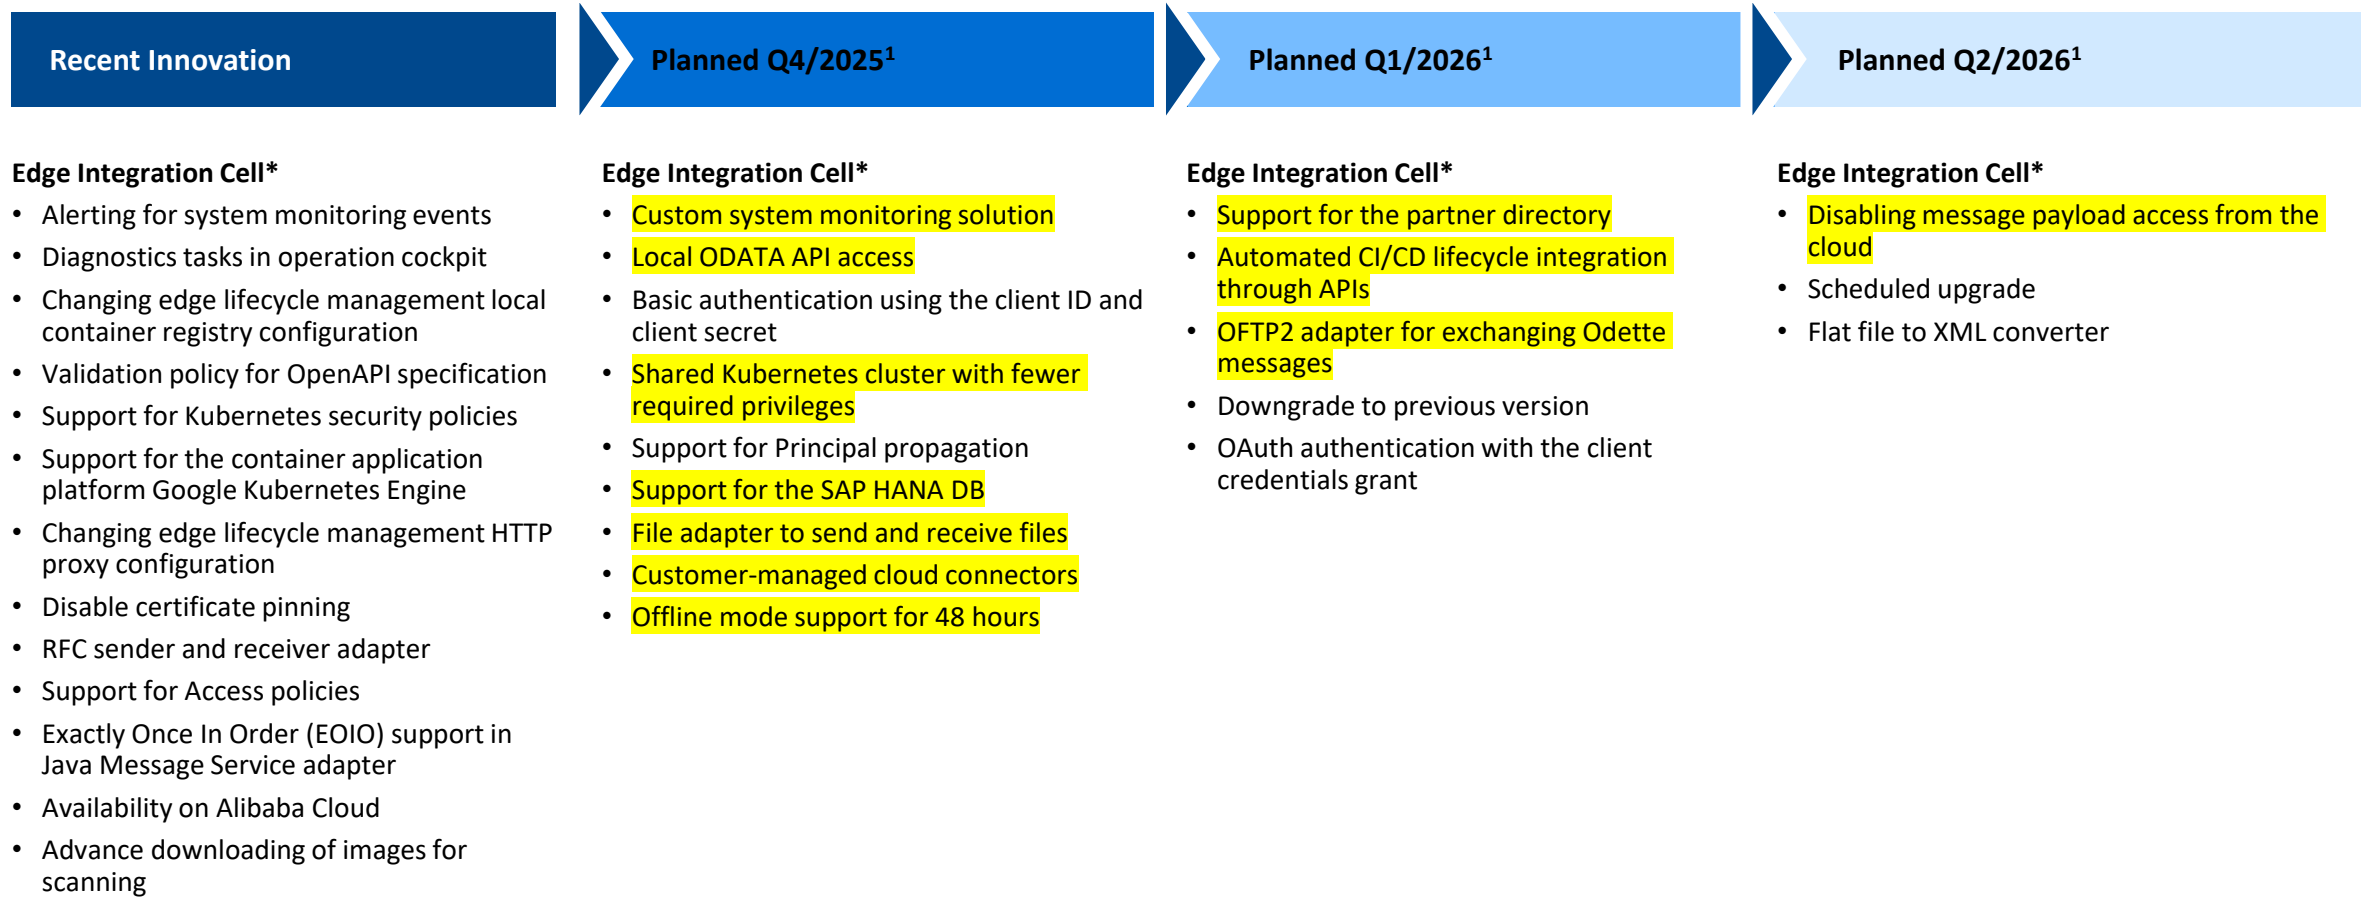 Recent Innovation
Planned Q4/2025¹
Planned Q1/2026¹
Planned Q2/2026¹
Edge Integration Cell*
• Alerting for system monitoring events
• Diagnostics tasks in operation cockpit
• Changing edge lifecycle management local
container registry configuration
• Validation policy for OpenAPI specification
• Support for Kubernetes security policies
• Support for the container application
platform Google Kubernetes Engine
• Changing edge lifecycle management HTTP
proxy configuration
• Disable certificate pinning
• RFC sender and receiver adapter
• Support for Access policies
• Exactly Once In Order (EOIO) support in
Java Message Service adapter
• Availability on Alibaba Cloud
• Advance downloading of images for
scanning
Edge Integration Cell*
• Custom system monitoring solution
• Local ODATA API access
• Basic authentication using the client ID and
client secret
• Shared Kubernetes cluster with fewer
required privileges
• Support for Principal propagation
• Support for the SAP HANA DB
• File adapter to send and receive files
• Customer-managed cloud connectors
• Offline mode support for 48 hours
Edge Integration Cell*
• Support for the partner directory
• Automated CI/CD lifecycle integration
through APIs
• OFTP2 adapter for exchanging Odette
messages
• Downgrade to previous version
• OAuth authentication with the client
credentials grant
Edge Integration Cell*
• Disabling message payload access from the
cloud
• Scheduled upgrade
• Flat file to XML converter